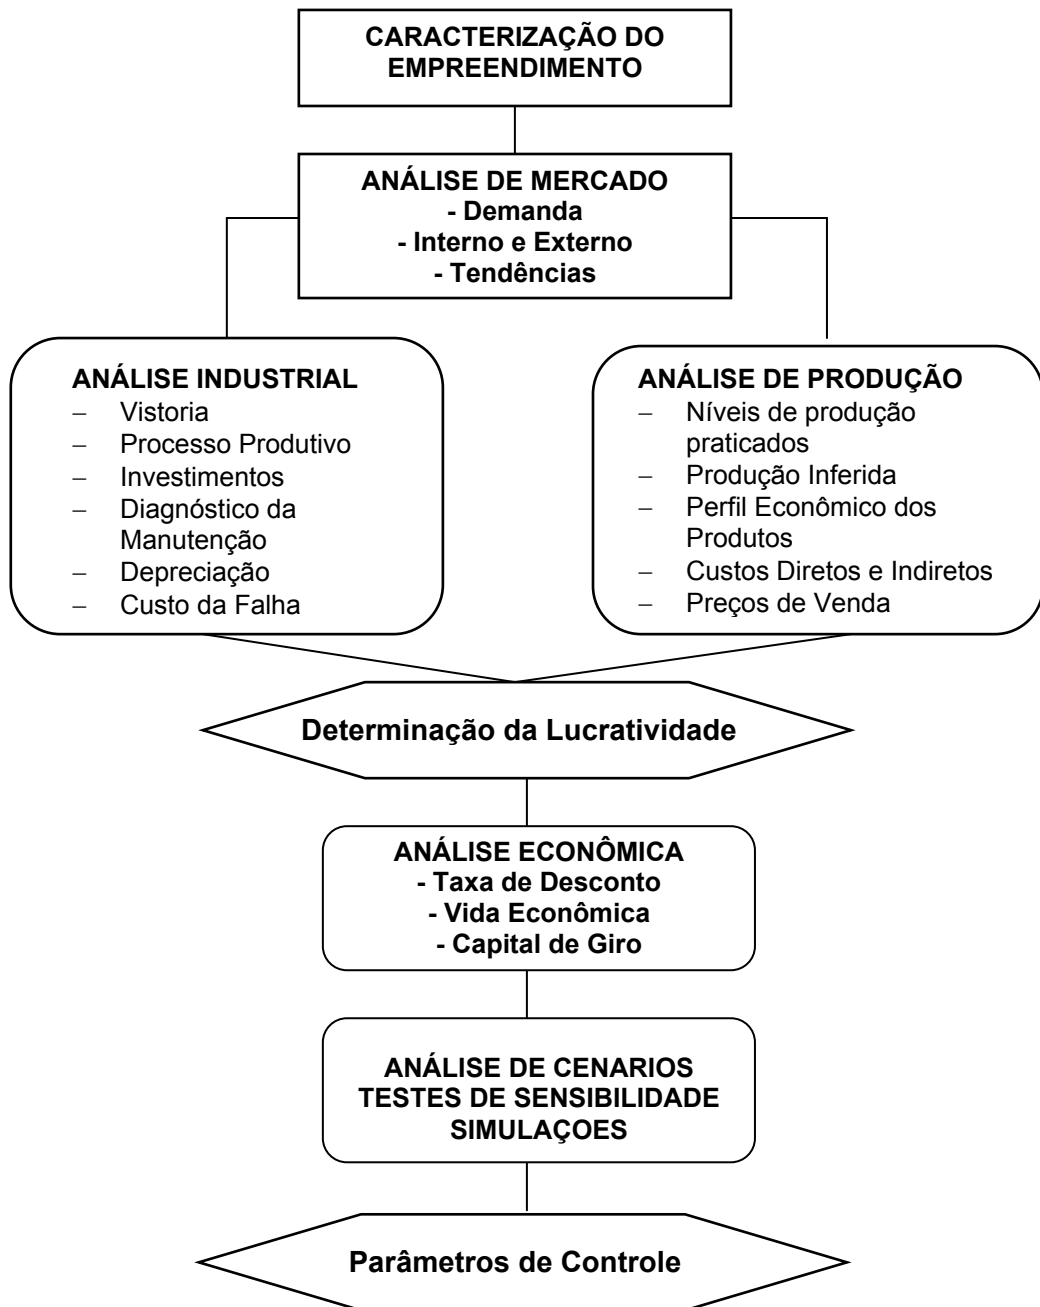 CARACTERIZAÇÃO DO
EMPREENDIMENTO
ANÁLISE DE MERCADO
- Demanda
- Interno e Externo
- Tendências
ANÁLISE INDUSTRIAL
– Vistoria
– Processo Produtivo
– Investimentos
– Diagnóstico da
Manutenção
– Depreciação
– Custo da Falha
ANÁLISE DE PRODUÇÃO
– Níveis de produção
praticados
– Produção Inferida
– Perfil Econômico dos
Produtos
– Custos Diretos e Indiretos
– Preços de Venda
Determinação da Lucratividade
ANÁLISE ECONÔMICA
- Taxa de Desconto
- Vida Econômica
- Capital de Giro
ANÁLISE DE CENARIOS
TESTES DE SENSIBILIDADE
SIMULAÇOES
Parâmetros de Controle